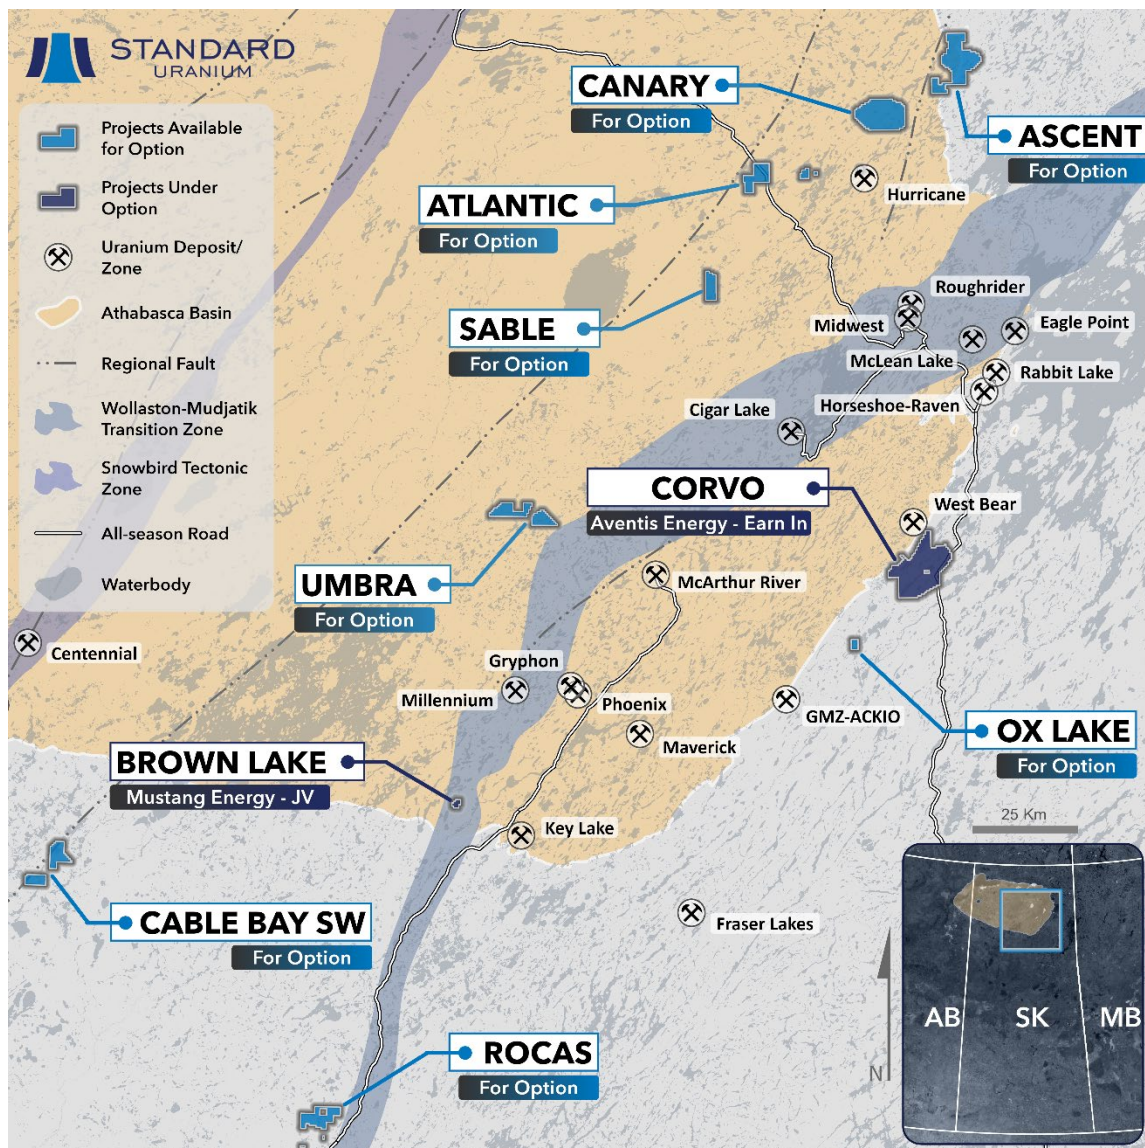 STANDARD
URANIUM
Projects Available
for Option
Projects Under
Option
Uranium Deposit/
Zone
Athabasca Basin
Regional Fault
Wollaston-Mudjatik
Transition Zone
Snowbird Tectonic
Zone
All-season Road
Waterbody
CANARY
For Option
ASCENT
For Option
ATLANTIC
For Option
Hurricane
SABLE
For Option
Roughrider
Midwest
Eagle Point
McLean Lake
Rabbit Lake
Horseshoe-Raven
Cigar Lake
CORVO
Aventis Energy - Earn In
West Bear
UMBRA
For Option
McArthur River
Centennial
Gryphon
Millennium
Phoenix
GMZ-ACKIO
Maverick
OX LAKE
For Option
BROWN LAKE
Mustang Energy - JV
Key Lake
25 Km
CABLE BAY SW
For Option
Fraser Lakes
ROCAS
For Option
N
AB
SK
MB